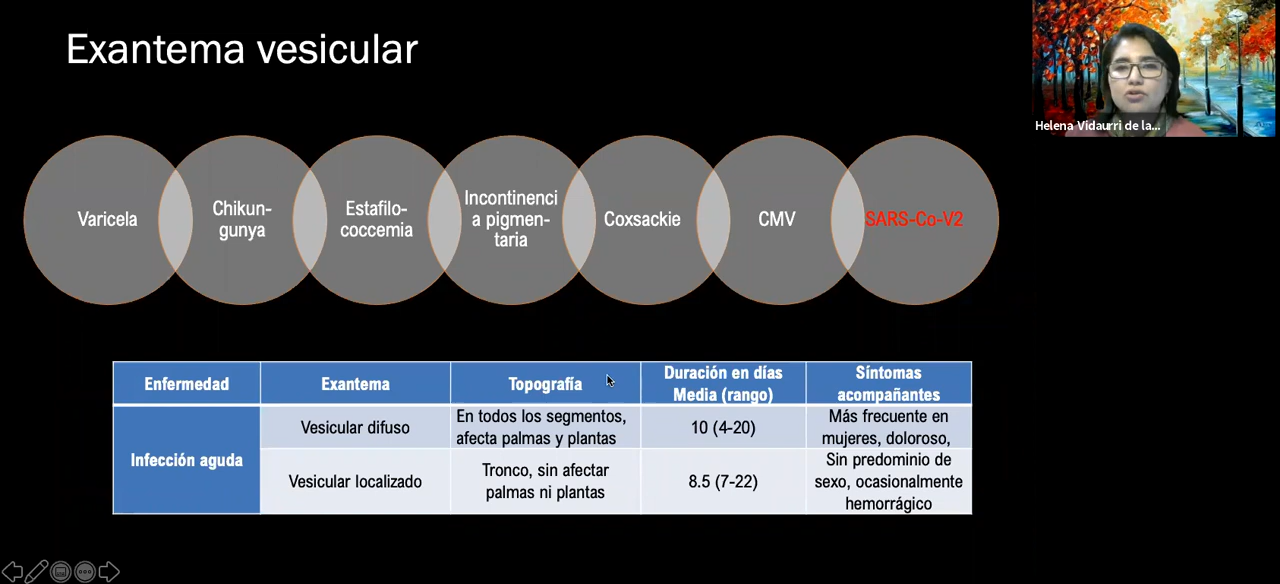 Exantema vesicular
Helena Vidaurri de la...
Varicela
Chikun-
gunya
Estafilo-
coccemia
Incontinenci
a pigmen-
taria
Coxsackie
CMV
SARS-Co-V2
Enfermedad
Exantema
Topografía
Duración en días
Media (rango)
Síntomas
acompañantes
Infección aguda
Vesicular difuso
En todos los segmentos,
afecta palmas y plantas
10 (4-20)
Más frecuente en
mujeres, doloroso,
Vesicular localizado
Tronco, sin afectar
palmas ni plantas
8.5 (7-22)
Sin predominio de
sexo, ocasionalmente
hemorrágico